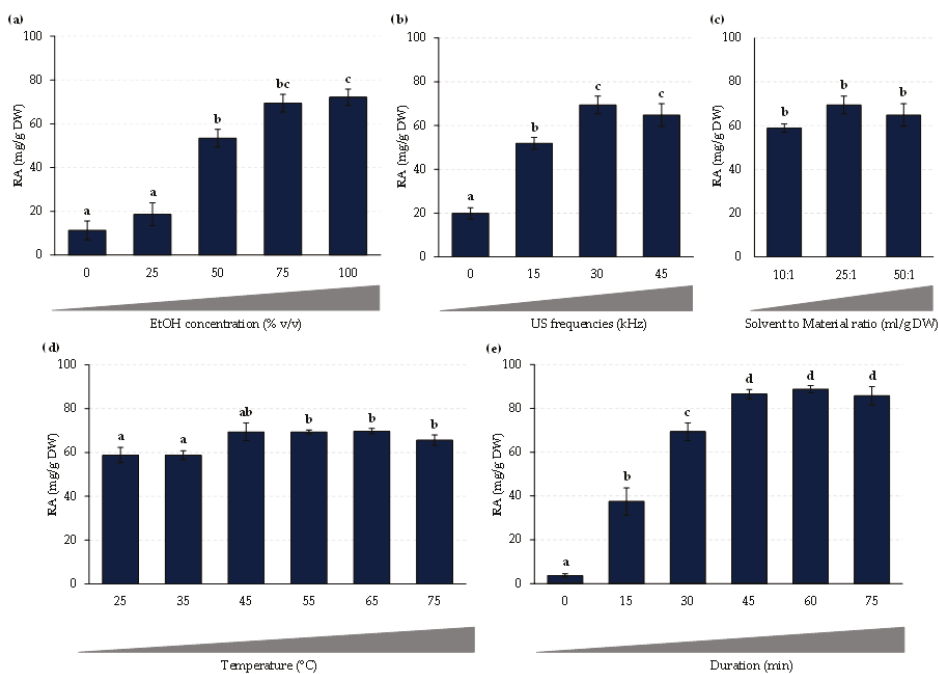 (a)
100
80
60
40
20
0
RA (mg/g DW)
a
a
b
bc
c
0 25 50 75 100
EtOH concentration (% v/v)
(b)
100
80
60
40
20
0
RA (mg/g DW)
a
b
c
c
0 15 30 45
US frequencies (kHz)
(c)
100
80
60
40
20
0
RA (mg/g DW)
b
b
b
10:1 25:1 50:1
Solvent to Material ratio (ml/g DW)
(d)
100
80
60
40
20
0
RA (mg/g DW)
a
a
ab
b
b
b
25 35 45 55 65 75
Temperature (°C)
(e)
100
80
60
40
20
0
RA (mg/g DW)
a
b
c
d
d
d
0 15 30 45 60 75
Duration (min)